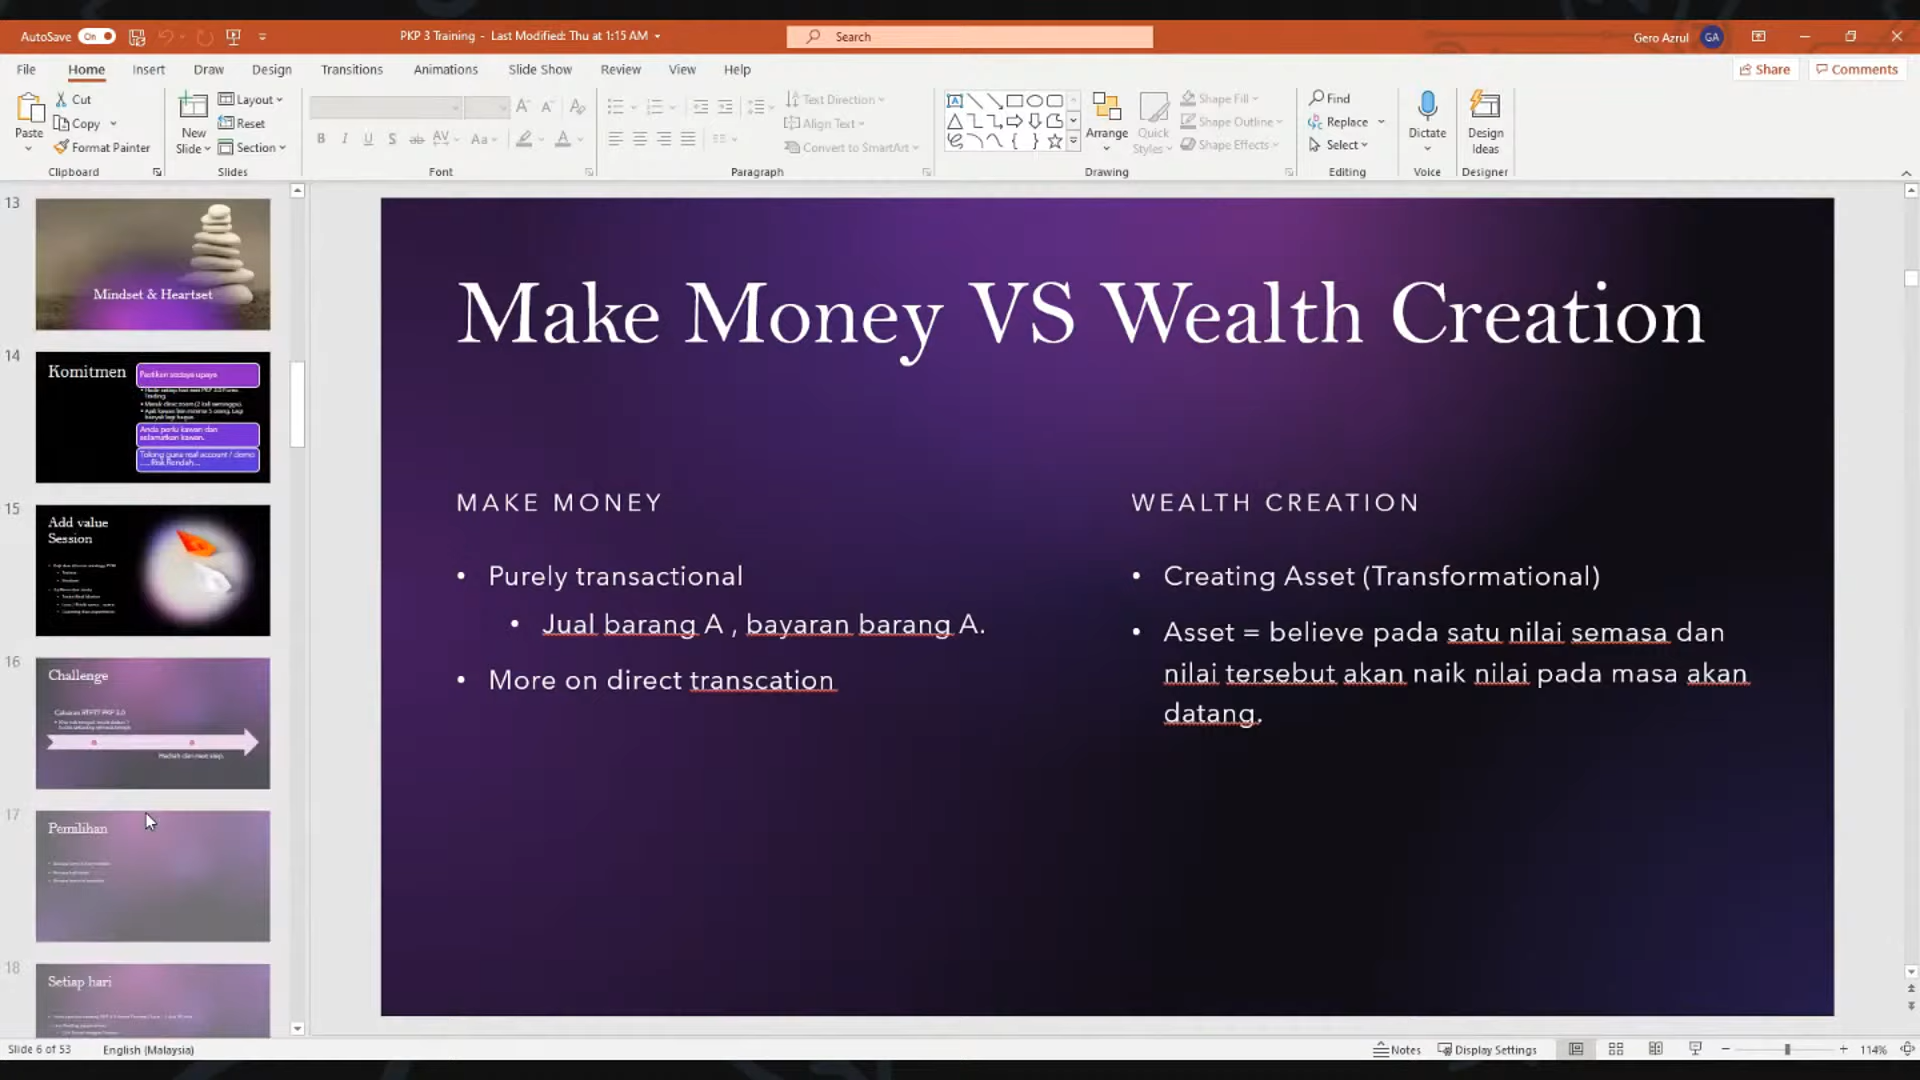 AutoSave On PKP 3 Training - Last Modified: Thu at 1:15 AM Search Gero Azrul GA
File Home Insert Draw Design Transitions Animations Slide Show Review View Help Share Comments
Paste Cut Copy Format Painter
Clipboard
New Slide Layout Reset Section
Slides
B I U S ab AV Aa A
Font
Text Direction Align Text Convert to SmartArt
Paragraph
Arrange Quick Styles Shape Fill Shape Outline Shape Effects
Drawing
Find Replace Select
Editing
Dictate
Voice
Design Ideas
Designer
13
Mindset & Heartset
14
Komitmen
Anda perlu kawan dan
selamatkan kawan.
Tolong guna real account / demo
15
Add value
Session
16
Challenge
17
Pemilihan
18
Setiap hari
Make Money VS Wealth Creation
MAKE MONEY
• Purely transactional
• Jual barang A , bayaran barang A.
• More on direct transcation
WEALTH CREATION
• Creating Asset (Transformational)
• Asset = believe pada satu nilai semasa dan
nilai tersebut akan naik nilai pada masa akan
datang.
Slide 6 of 53 English (Malaysia) Notes Display Settings 114%